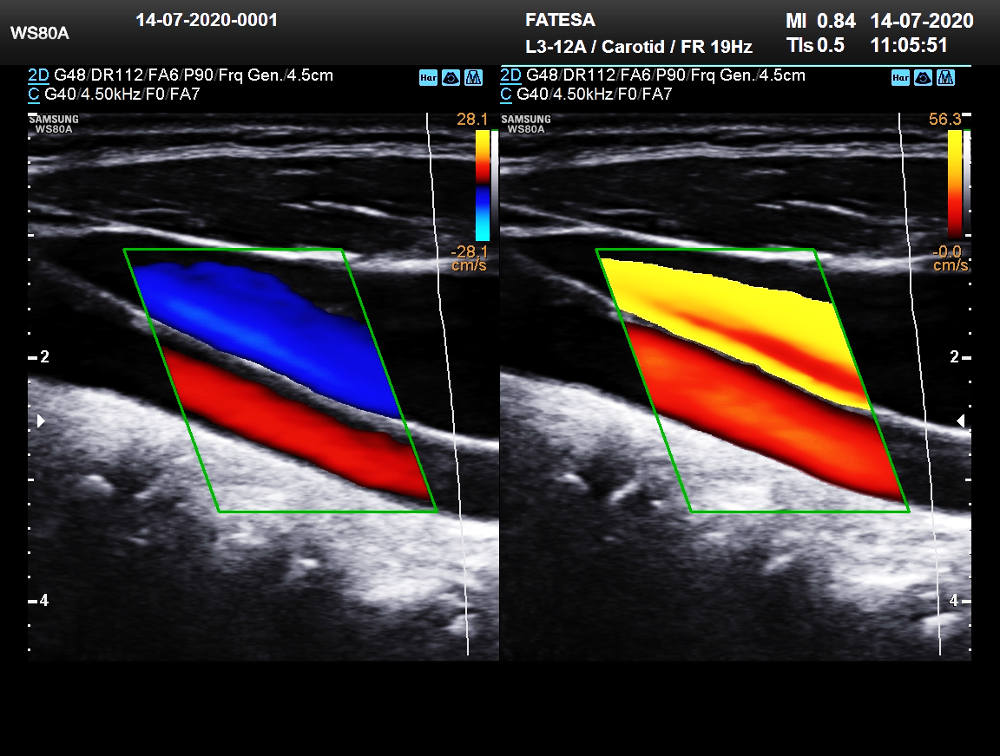 WS80A
14-07-2020-0001
FATESA
MI 0.84 14-07-2020
L3-12A / Carotid / FR 19Hz
TIs 0.5 11:05:51
2D G48/DR112/FA6/P90/Frq Gen./4.5cm
C G40/4.50kHz/F0/FA7
Har
M
SAMSUNG
WS80A
28.1
-28.1
cm/s
2
4
2D G48/DR112/FA6/P90/Frq Gen./4.5cm
C G40/4.50kHz/F0/FA7
Har
M
SAMSUNG
WS80A
56.3
-0.0
cm/s
2
4